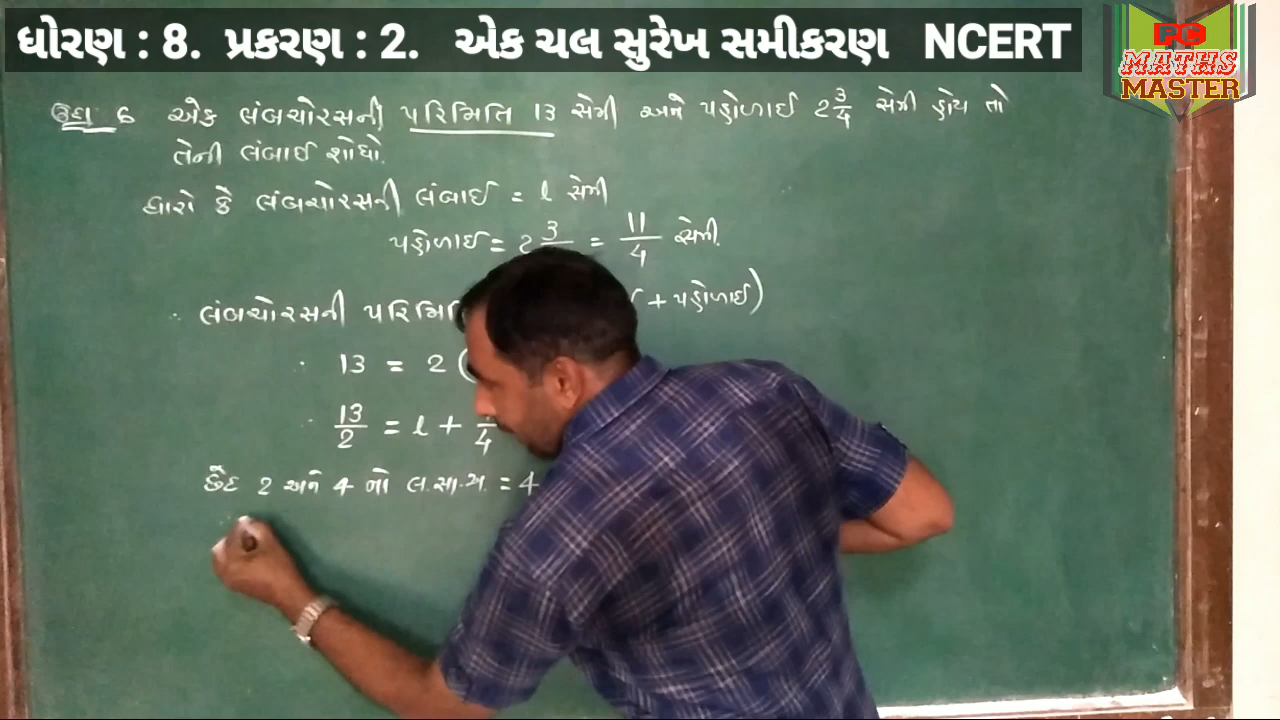 ધોરણ : 8. પ્રકરણ : 2. એક ચલ સુરેખ સમીકરણ NCERT
PC
MATHS
MASTER
ઉદા 6 એક લંબચોરસની પરિમિતિ 13 સેમી અને પહોળાઈ 2 3/4 સેમી હોય તો
તેની લંબાઈ શોધો.
ધારો કે લંબચોરસની લંબાઈ = l સેમી
પહોળાઈ = 2 3 = 11/4 સેમી.
∴ લંબચોરસની + પહોળાઈ)
∴ 13 = 2 (
∴ 13/2 = l + /4
છેદ 2 અને 4 નો લ.સા.અ. = 4